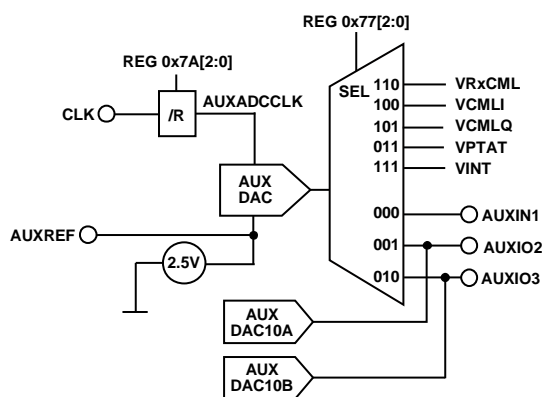 REG 0x77[2:0]
REG 0x7A[2:0]
CLK
/R
AUXADCCLK
SEL
110
VRxCML
100
VCMLI
101
VCMLQ
011
VPTAT
111
VINT
AUX
DAC
000
AUXIN1
AUXREF
001
AUXIO2
2.5V
010
AUXIO3
AUX
DAC10A
AUX
DAC10B